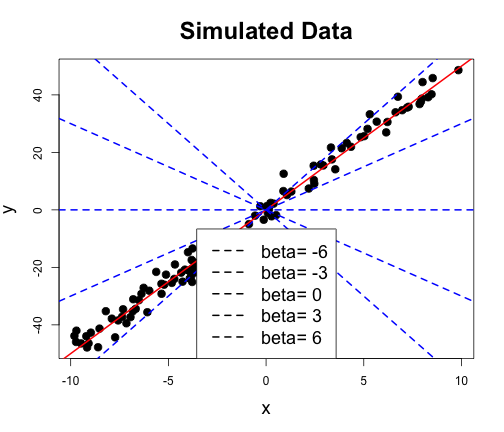 Simulated Data
y
40
20
0
20
40
beta= -6
beta= -3
beta= 0
beta= 3
beta= 6
-10 -5 0 5 10
x